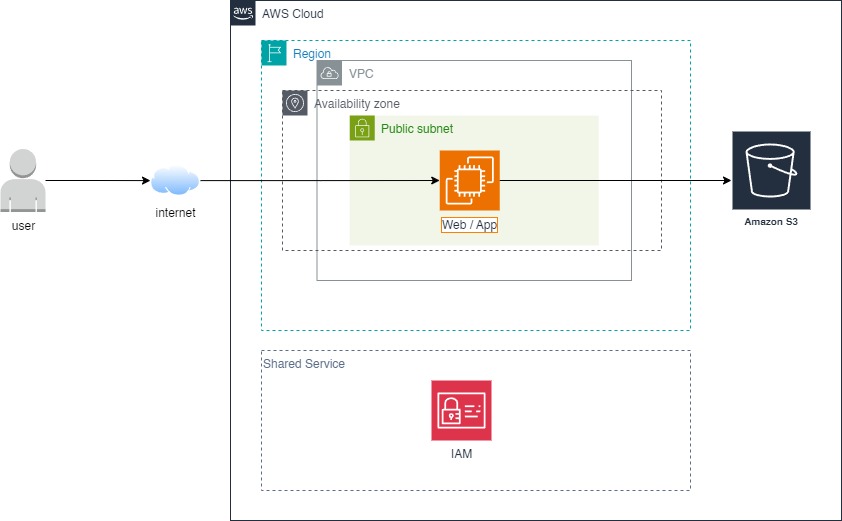 aws
AWS Cloud
Region
VPC
Availability zone
Public subnet
user
internet
Web / App
Amazon S3
Shared Service
IAM